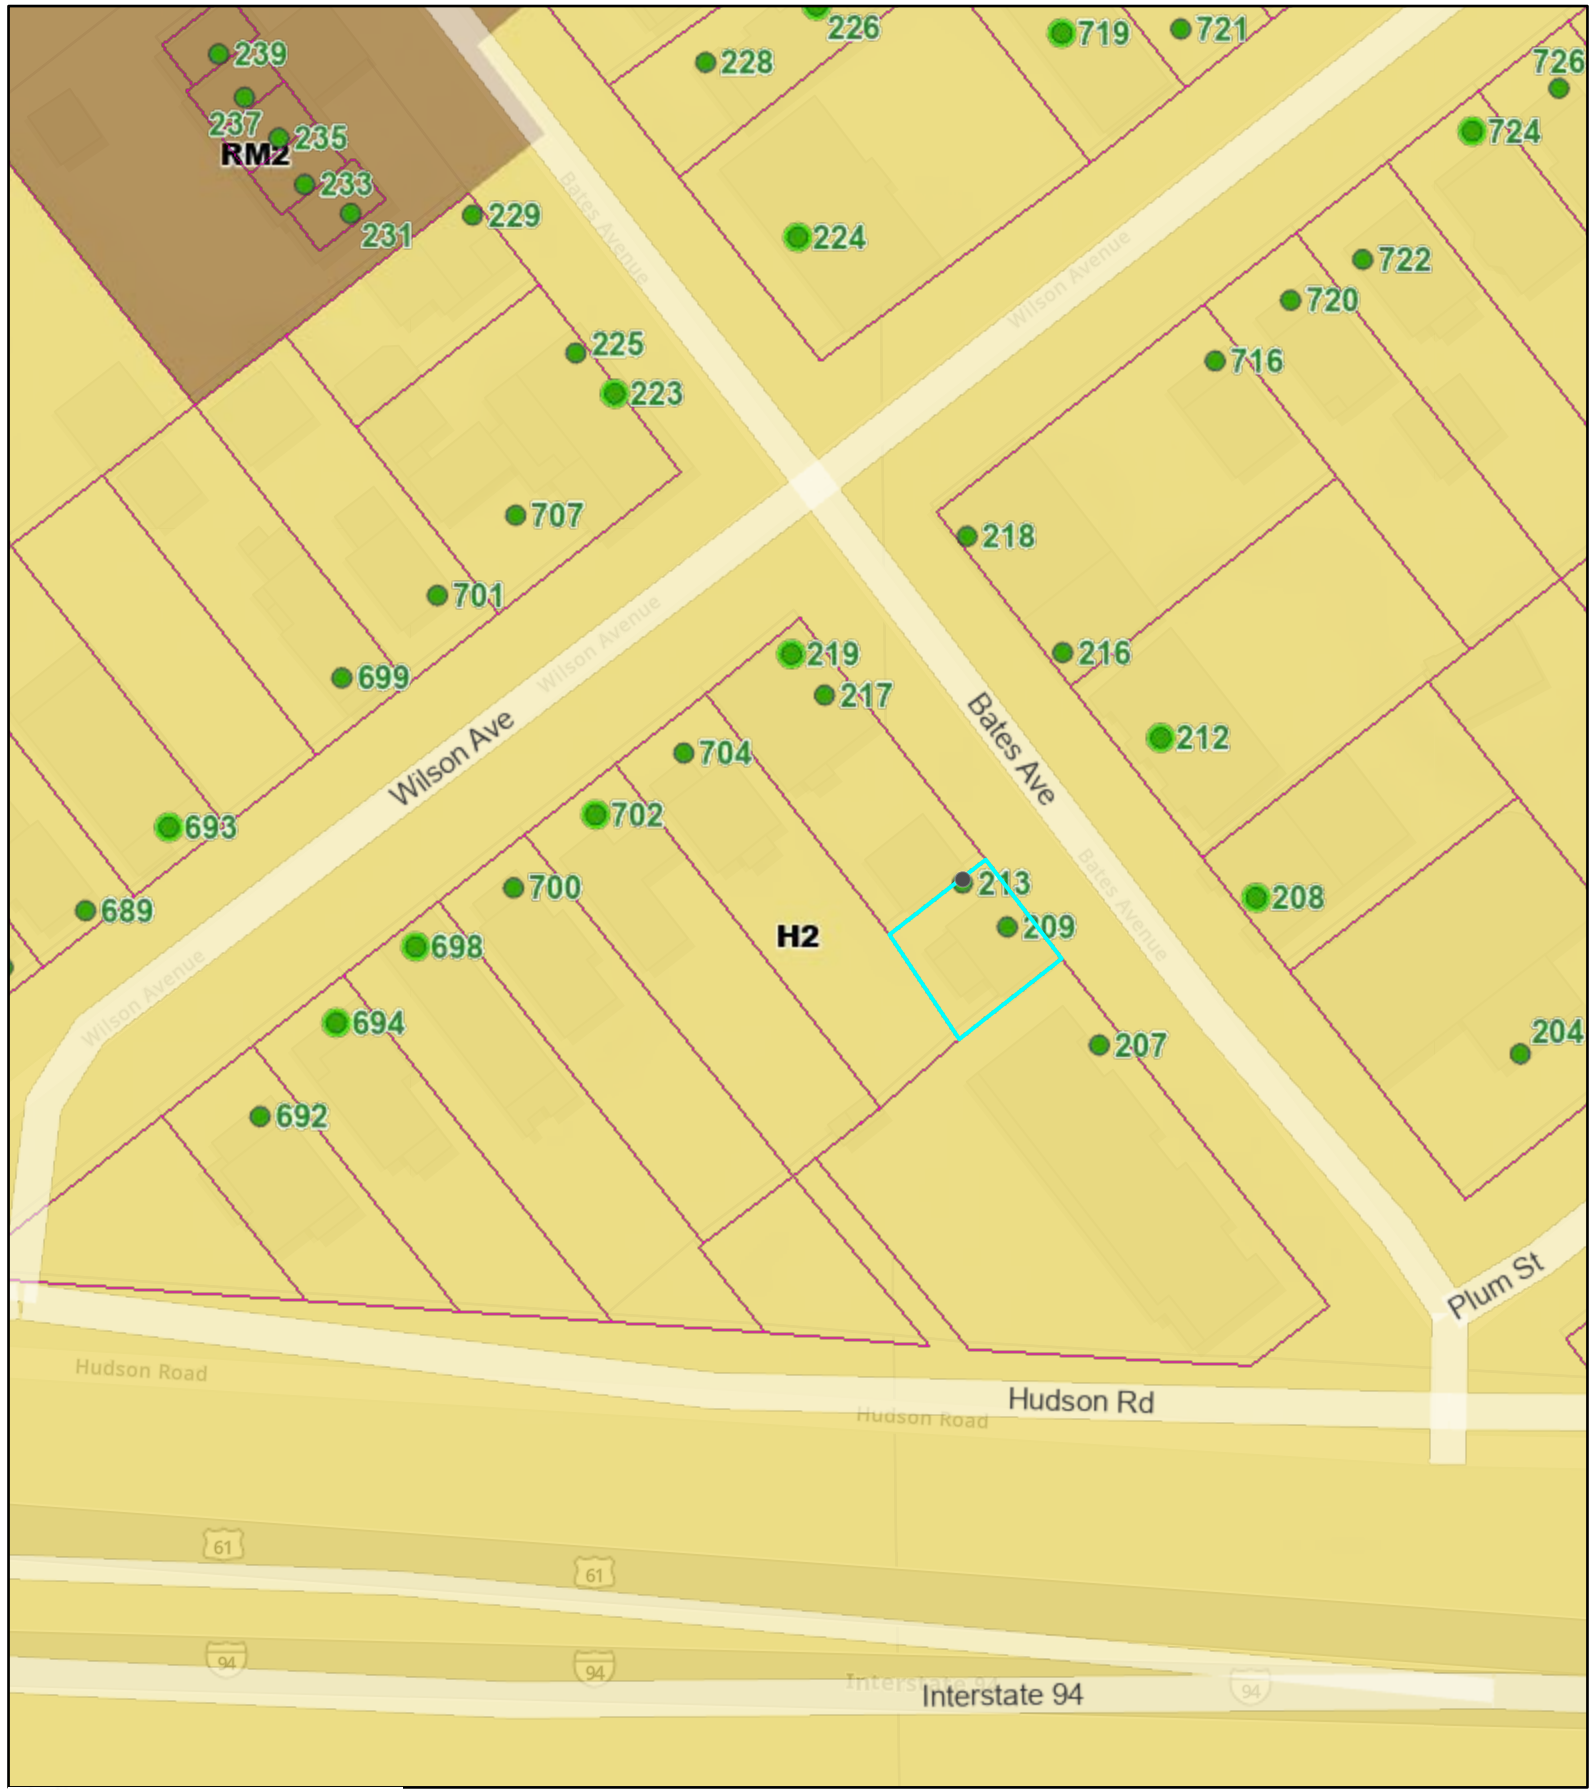 226
719
721
239
228
726
237
235
724
RM2
233
229
231
Bates Avenue
224
Wilson Avenue
722
720
225
716
223
707
218
701
Wilson Avenue
219
216
699
217
Bates Ave
212
Wilson Ave
704
702
693
213
700
208
689
209
H2
Bates Avenue
698
Wilson Avenue
694
204
207
692
Plum St
Hudson Road
Hudson Rd
Hudson Road
61
61
94
94
94
Interstate 94
Interstate 94